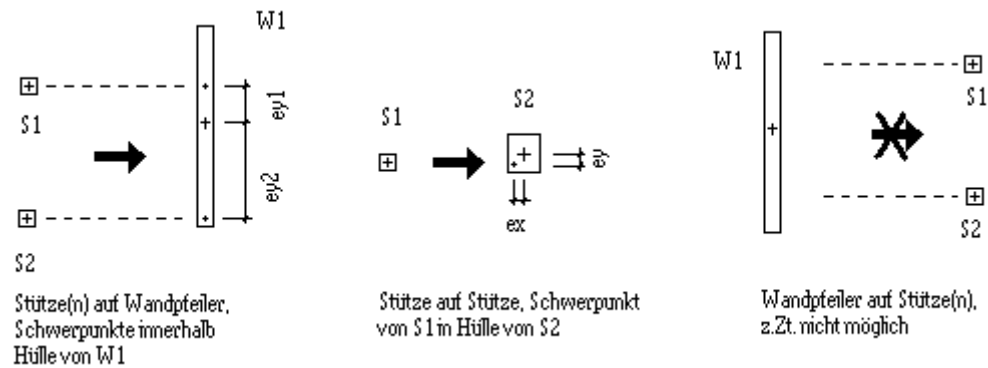 W1
ey1
S1
ey2
S2
Stütze(n) auf Wandpfeiler,
Schwerpunkte innerhalb
Hülle von W1
S2
S1
ey
ex
Stütze auf Stütze, Schwerpunkt
von S1 in Hülle von S2
W1
S1
S2
Wandpfeiler auf Stütze(n),
z.Zt. nicht möglich